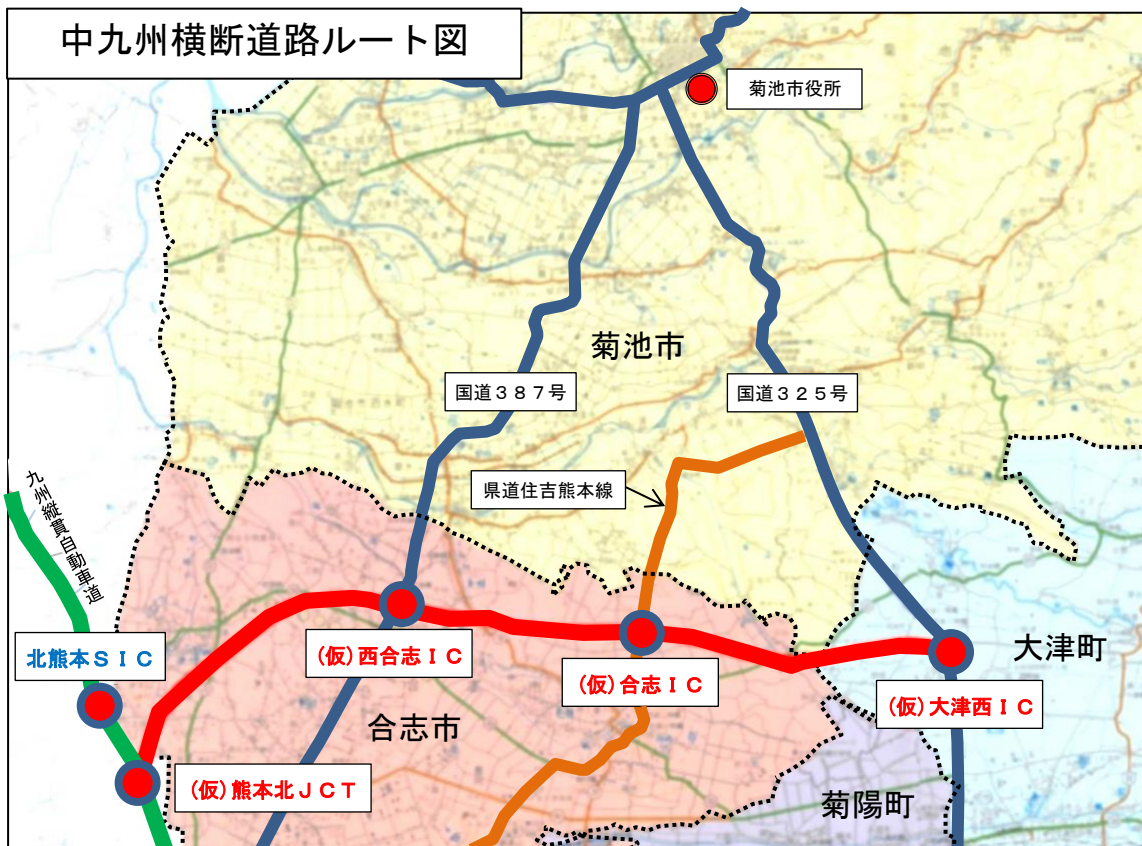 中九州横断道路ルート図
菊池市役所
菊池市
国道３８７号
国道３２５号
県道住吉熊本線
九州縦貫自動車道
北熊本ＳＩＣ
(仮)西合志ＩＣ
(仮)合志ＩＣ
大津町
(仮)大津西ＩＣ
合志市
(仮)熊本北ＪＣＴ
菊陽町